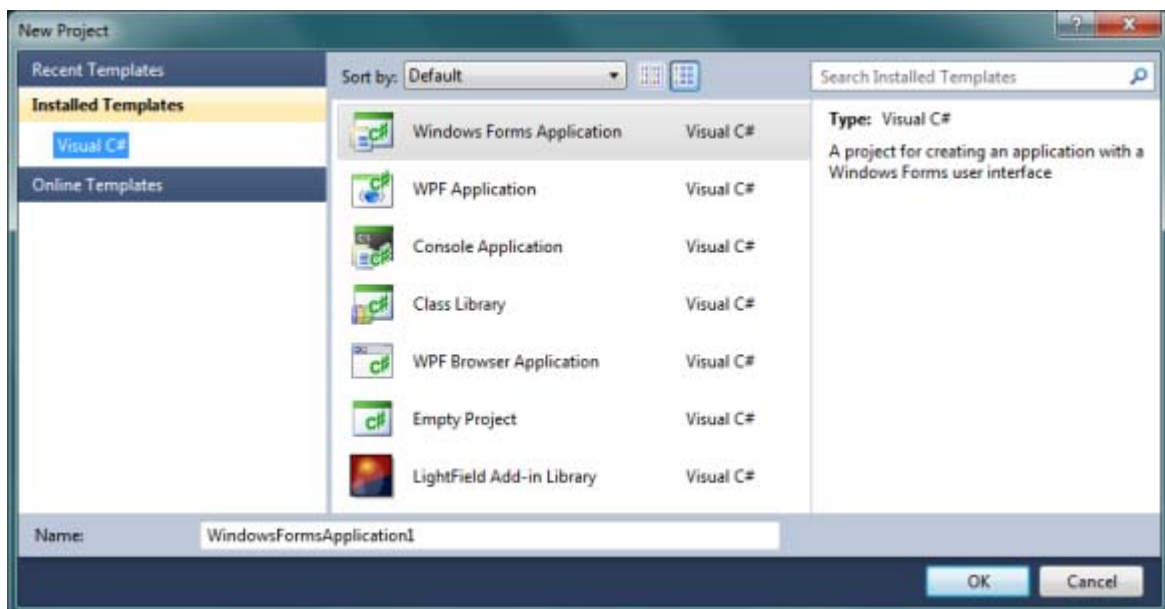 New Project
Recent Templates
Installed Templates
Visual C#
Online Templates
Sort by: Default
Windows Forms Application Visual C#
WPF Application Visual C#
Console Application Visual C#
Class Library Visual C#
WPF Browser Application Visual C#
Empty Project Visual C#
LightField Add-in Library Visual C#
Search Installed Templates
Type: Visual C#
A project for creating an application with a
Windows Forms user interface
Name: WindowsFormsApplication1
OK Cancel